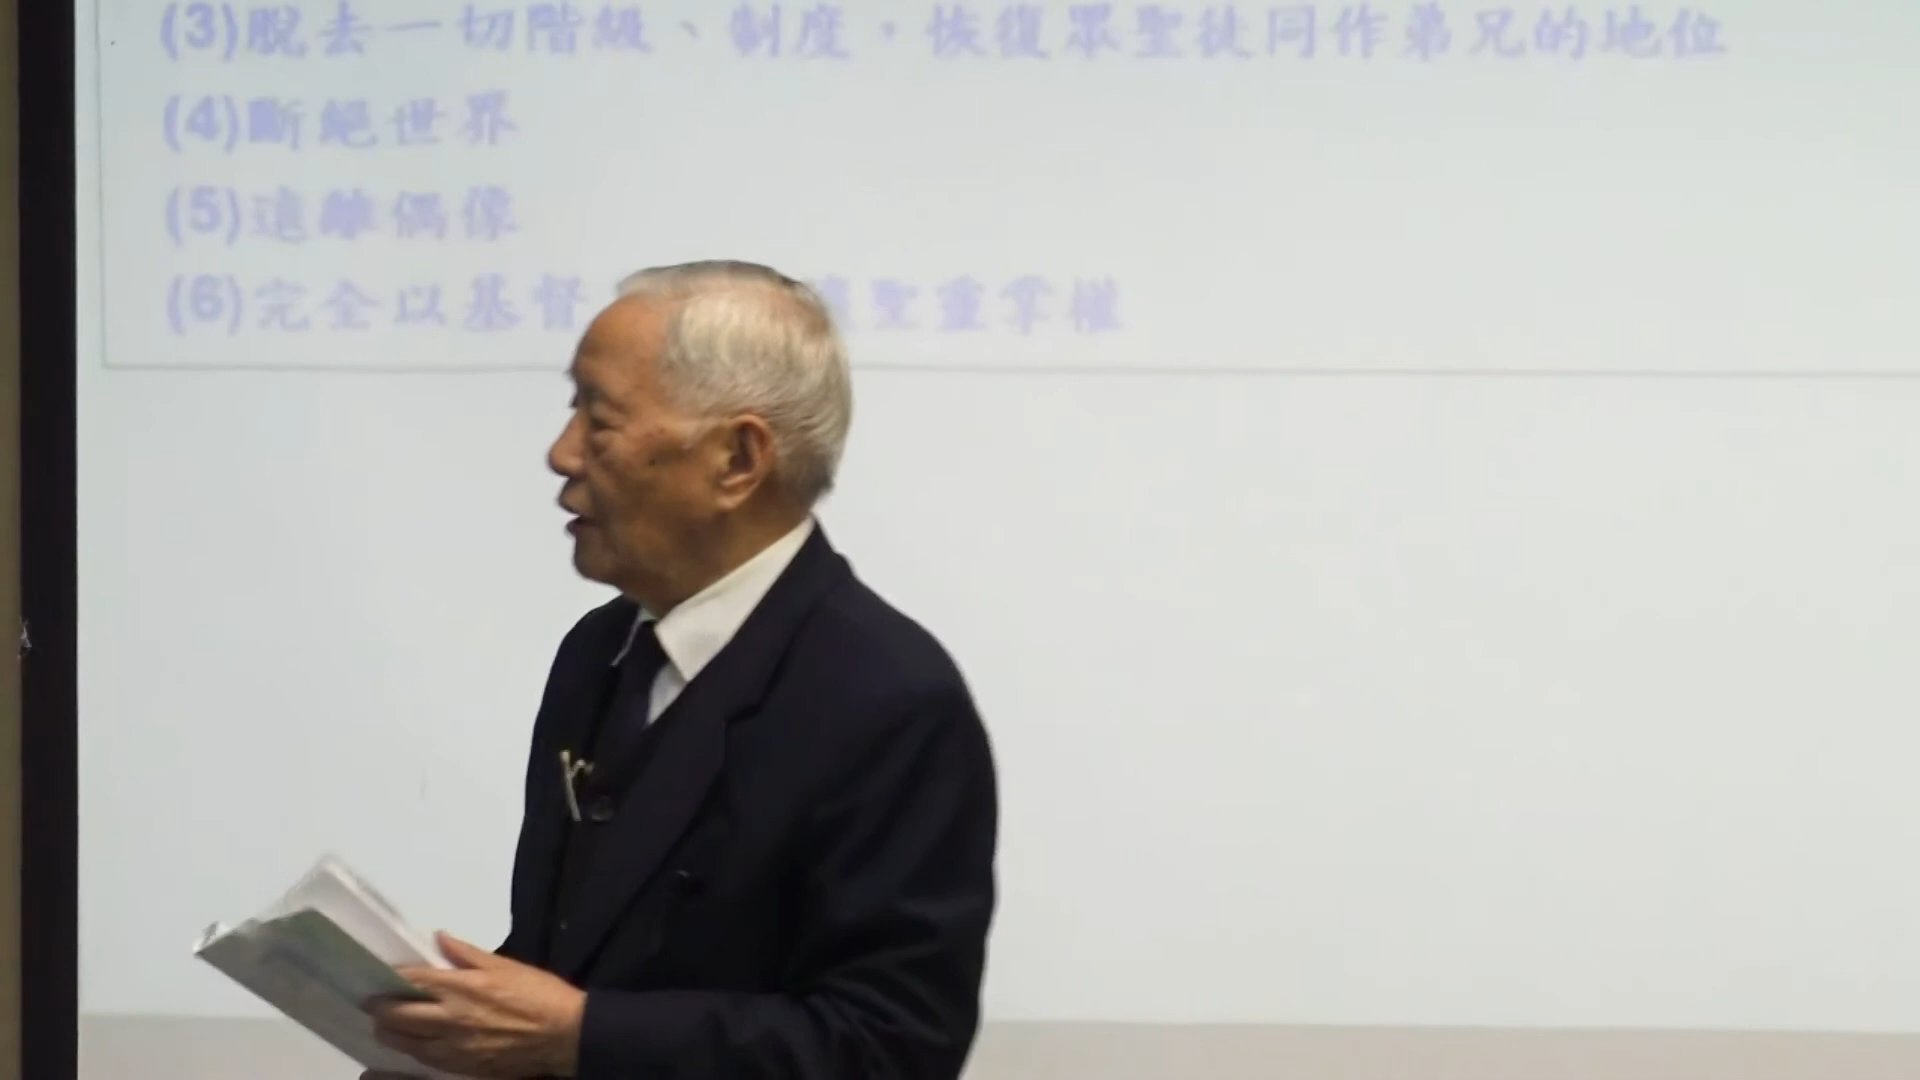 (3)脫去一切階級、制度，恢復眾聖徒同作弟兄的地位
(4)斷絕世界
(5)遠離偶像
(6)完全以基督 讓聖靈掌權